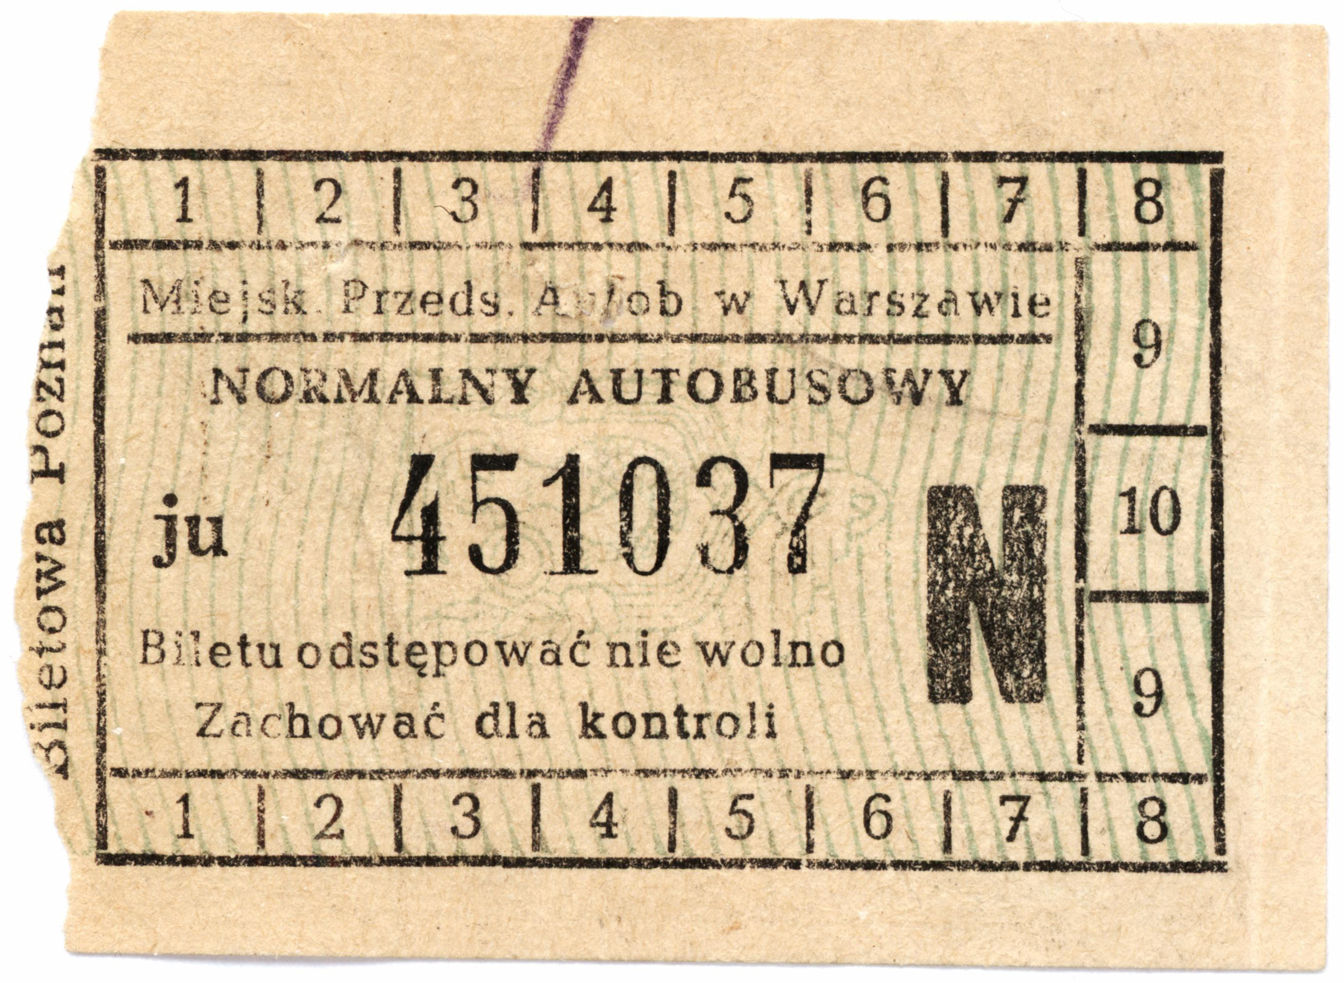 1 | 2 | 3 | 4 | 5 | 6 | 7 | 8
Miejsk. Przeds. Autob w Warszawie
9
NORMALNY AUTOBUSOWY
ju 451037
N
10
Biletu odstępować nie wolno
Zachować dla kontroli
9
1 | 2 | 3 | 4 | 5 | 6 | 7 | 8
Biletowa Poznań